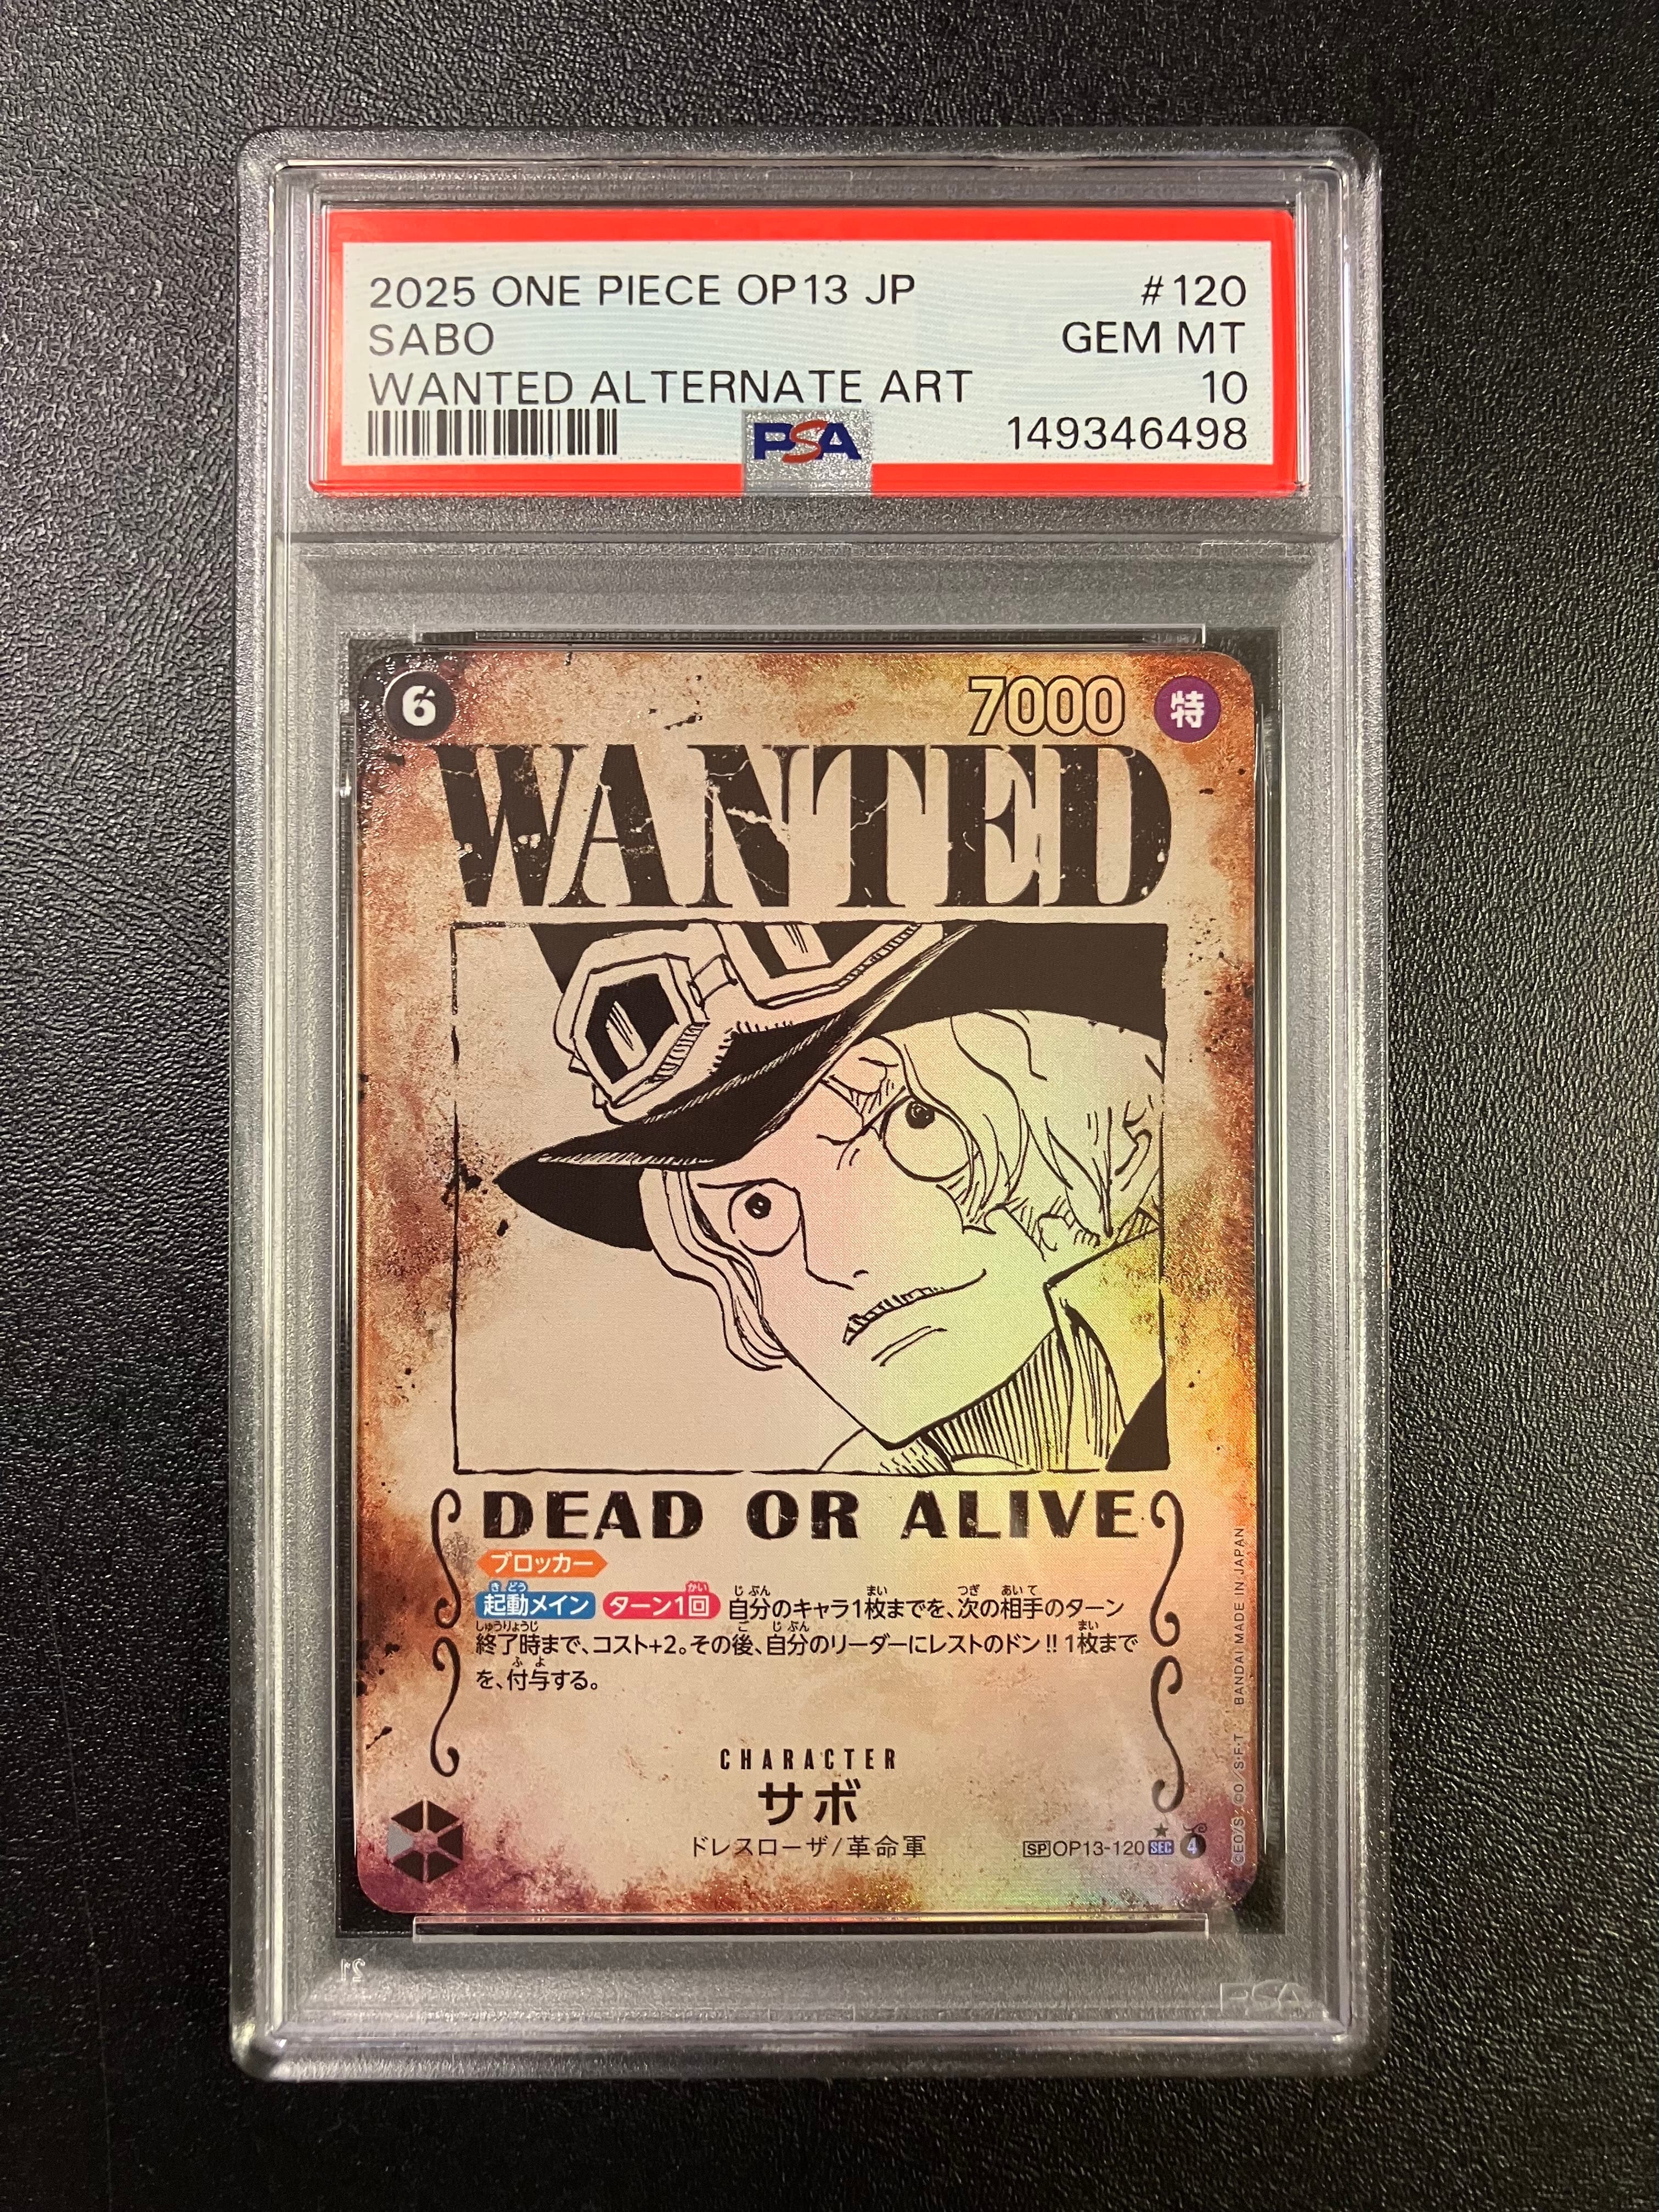 2025 ONE PIECE OP13 JP #120
SABO GEM MT
WANTED ALTERNATE ART 10
PSA 149346498
6 7000 特
WANTED
DEAD OR ALIVE
ブロッカー
起動メイン ターン1回 自分のキャラ1枚までを、次の相手のターン
終了時まで、コスト+2。その後、自分のリーダーにレストのドン!!1枚まで
を、付与する。
CHARACTER
サボ
ドレスローザ/革命軍
SP OP13-120 SEC 4
©EO/S. ©O/S・F・T BANDAI MADE IN JAPAN
PSA